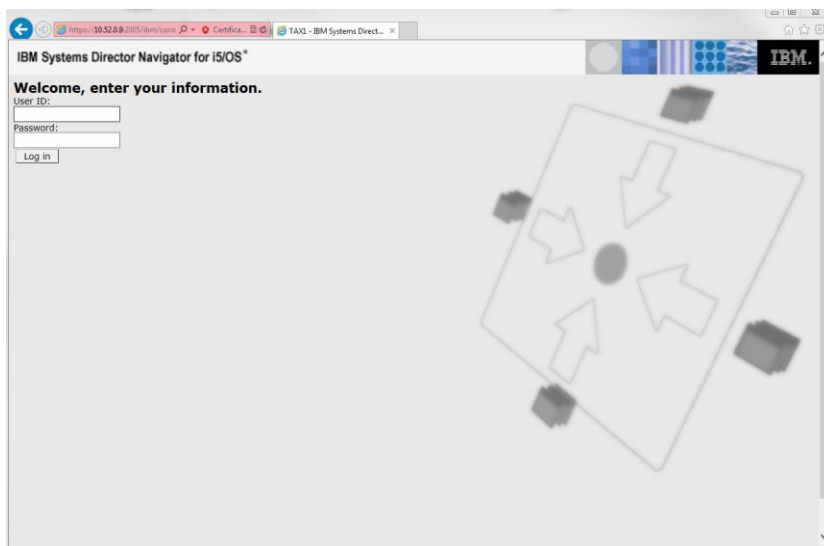 https://10.52.0.9:2005/ibm/cons
Certifica...
TAX1 - IBM Systems Direct...
IBM Systems Director Navigator for i5/OS®
IBM.
Welcome, enter your information.
User ID:
Password:
Log in